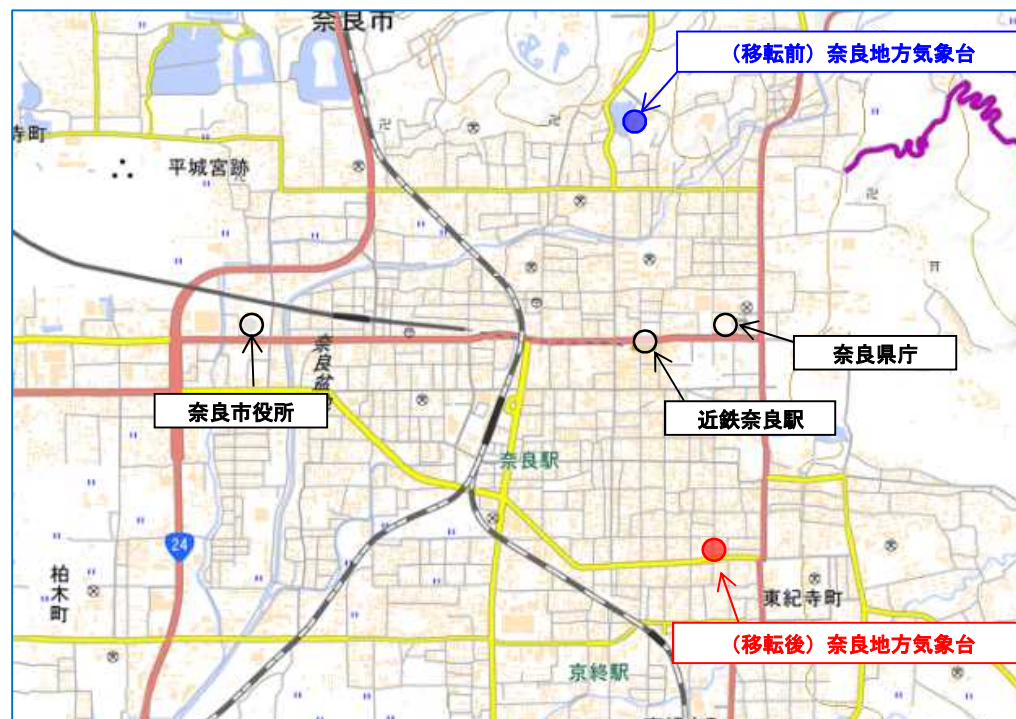 奈良市
(移転前) 奈良地方気象台
寺町
平城宮跡
奈良県庁
奈良盆
奈良市役所
近鉄奈良駅
奈良駅
24
柏木町
東紀寺町
(移転後) 奈良地方気象台
京終駅